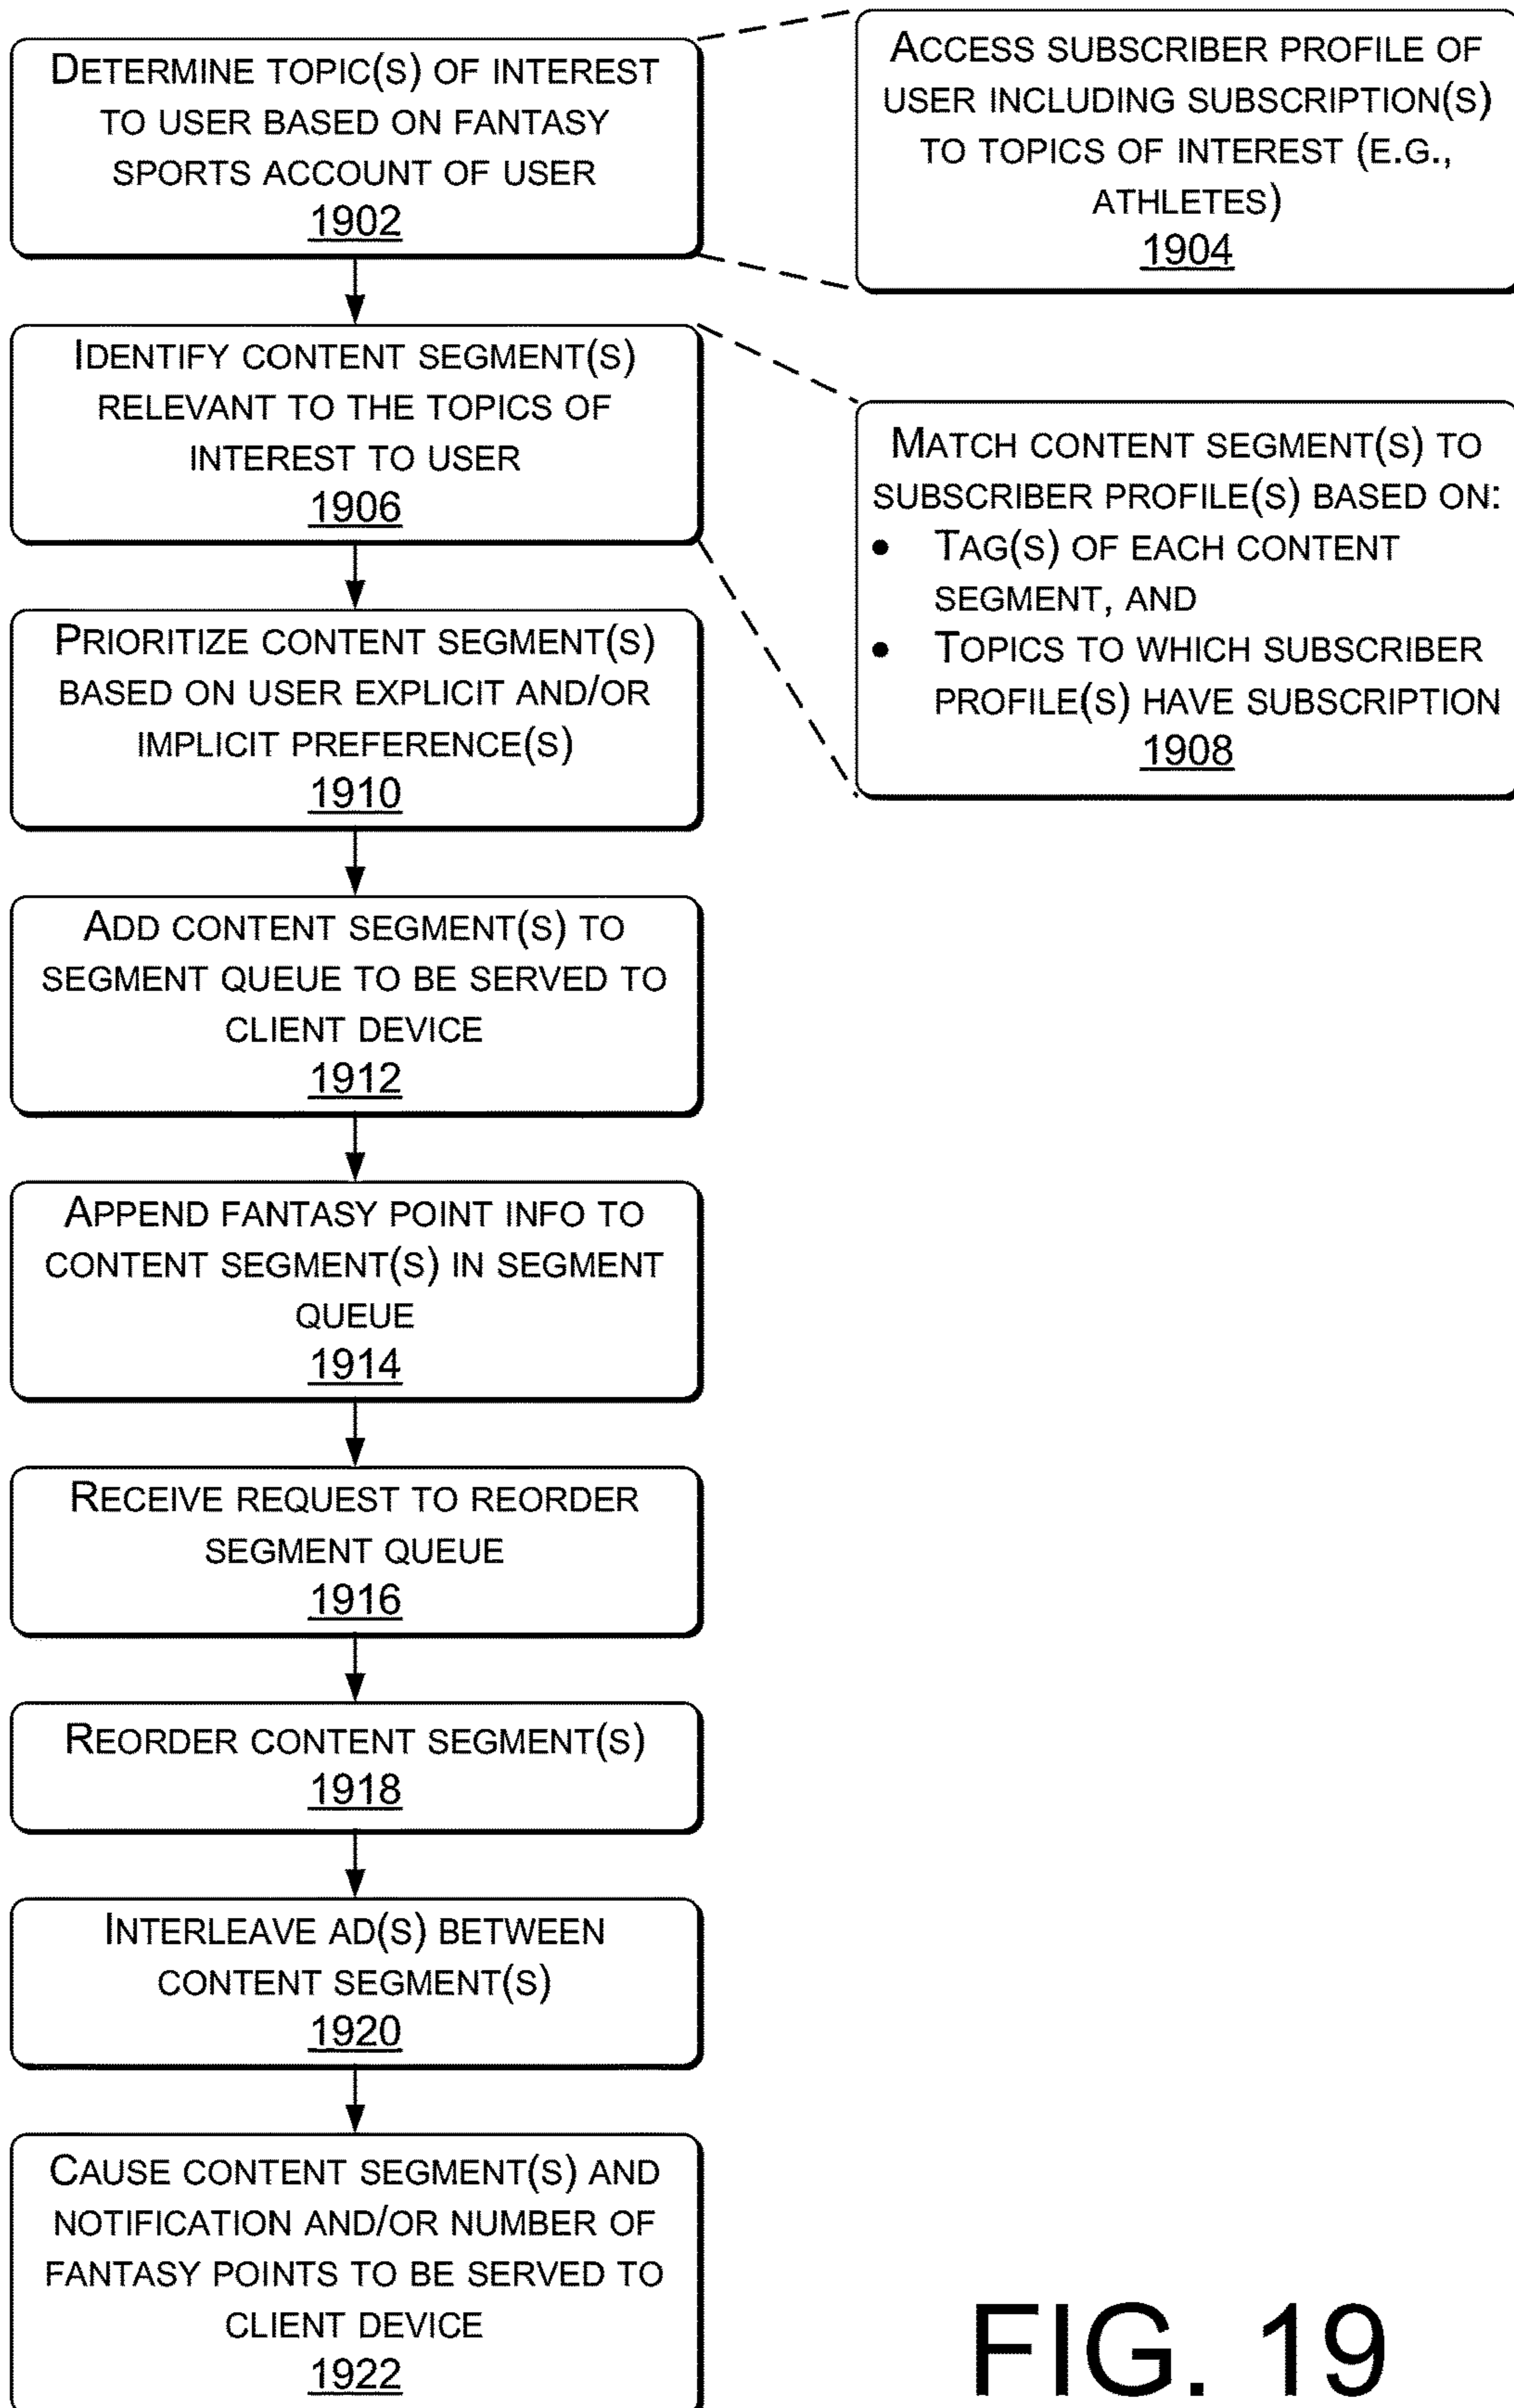 DETERMINE TOPIC(S) OF INTEREST
TO USER BASED ON FANTASY
SPORTS ACCOUNT OF USER
1902
ACCESS SUBSCRIBER PROFILE OF
USER INCLUDING SUBSCRIPTION(S)
TO TOPICS OF INTEREST (E.G.,
ATHLETES)
1904
IDENTIFY CONTENT SEGMENT(S)
RELEVANT TO THE TOPICS OF
INTEREST TO USER
1906
MATCH CONTENT SEGMENT(S) TO
SUBSCRIBER PROFILE(S) BASED ON:
• TAG(S) OF EACH CONTENT
SEGMENT, AND
• TOPICS TO WHICH SUBSCRIBER
PROFILE(S) HAVE SUBSCRIPTION
1908
PRIORITIZE CONTENT SEGMENT(S)
BASED ON USER EXPLICIT AND/OR
IMPLICIT PREFERENCE(S)
1910
ADD CONTENT SEGMENT(S) TO
SEGMENT QUEUE TO BE SERVED TO
CLIENT DEVICE
1912
APPEND FANTASY POINT INFO TO
CONTENT SEGMENT(S) IN SEGMENT
QUEUE
1914
RECEIVE REQUEST TO REORDER
SEGMENT QUEUE
1916
REORDER CONTENT SEGMENT(S)
1918
INTERLEAVE AD(S) BETWEEN
CONTENT SEGMENT(S)
1920
CAUSE CONTENT SEGMENT(S) AND
NOTIFICATION AND/OR NUMBER OF
FANTASY POINTS TO BE SERVED TO
CLIENT DEVICE
1922
FIG. 19